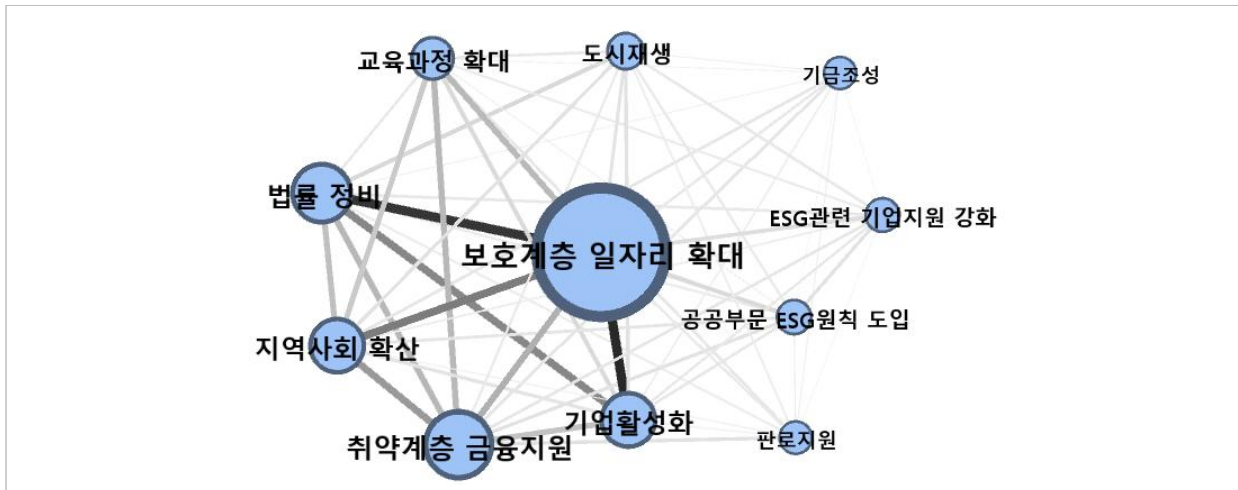 도시재생
교육과정 확대
기금조성
법률 정비
ESG관련 기업지원 강화
보호계층 일자리 확대
공공부문 ESG원칙 도입
지역사회 확산
기업활성화
판로지원
취약계층 금융지원